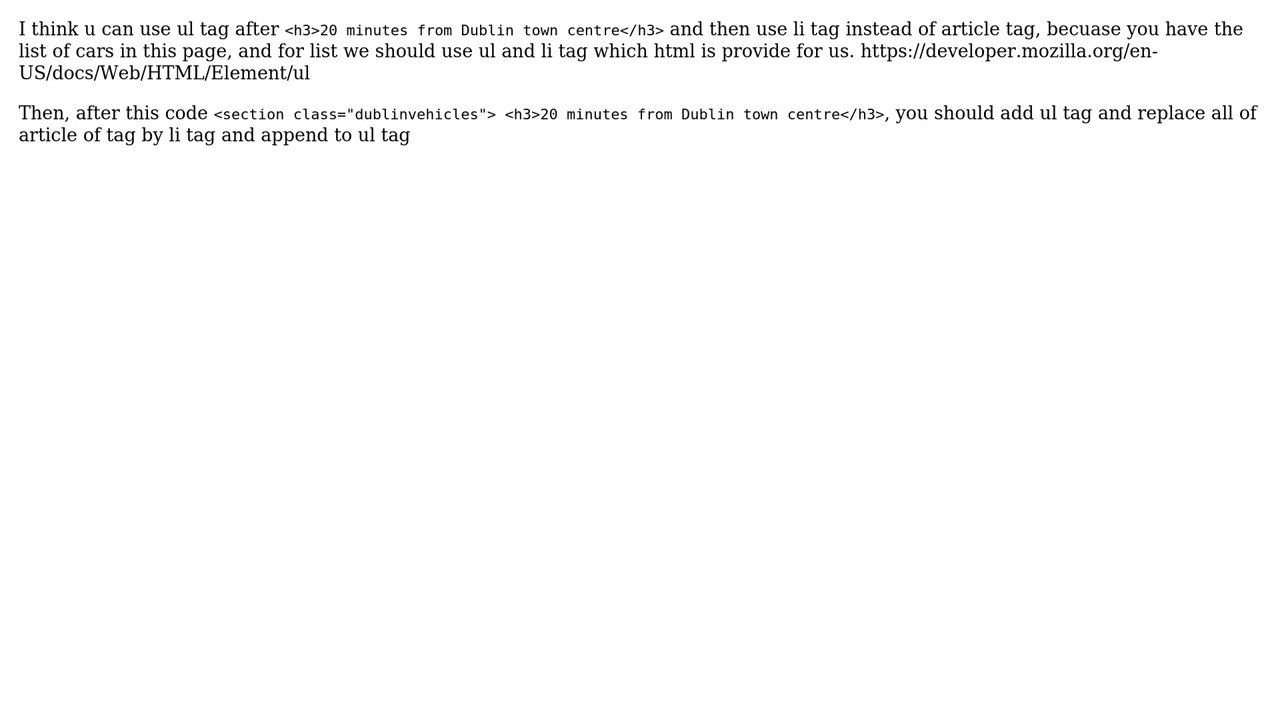 I think u can use ul tag after <h3>20 minutes from Dublin town centre</h3> and then use li tag instead of article tag, becuase you have the
list of cars in this page, and for list we should use ul and li tag which html is provide for us. https://developer.mozilla.org/en-
US/docs/Web/HTML/Element/ul
Then, after this code <section class="dublinvehicles"> <h3>20 minutes from Dublin town centre</h3>, you should add ul tag and replace all of
article of tag by li tag and append to ul tag